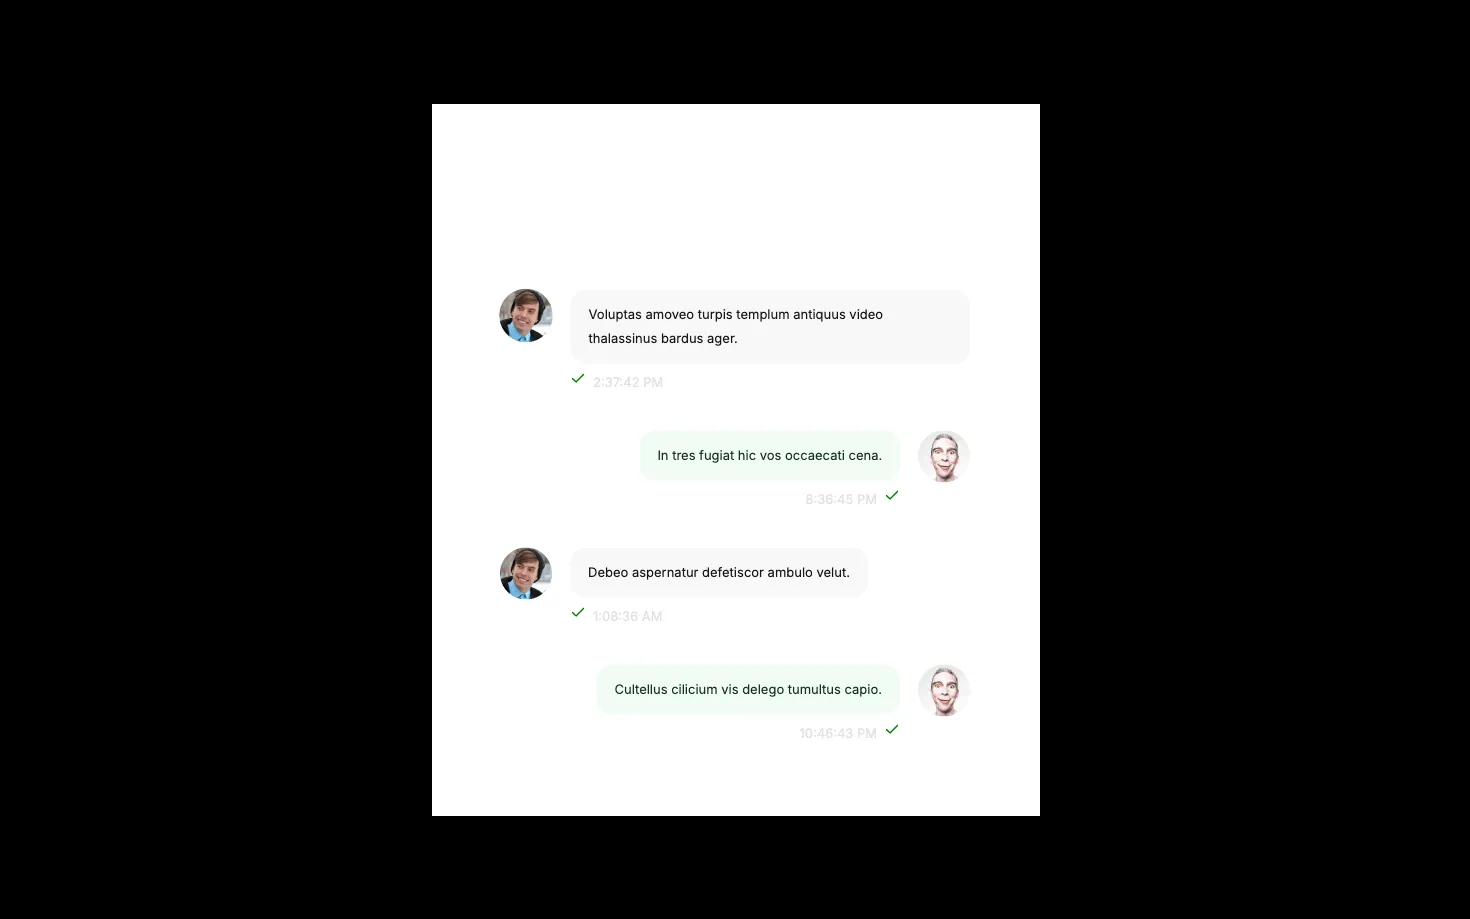 Voluptas amoveo turpis templum antiquus video
thalassinus bardus ager.
2:37:42 PM
In tres fugiat hic vos occaecati cena.
8:36:45 PM
Debeo aspernatur defetiscor ambulo velut.
1:08:36 AM
Cultellus cilicium vis delego tumultus capio.
10:46:43 PM